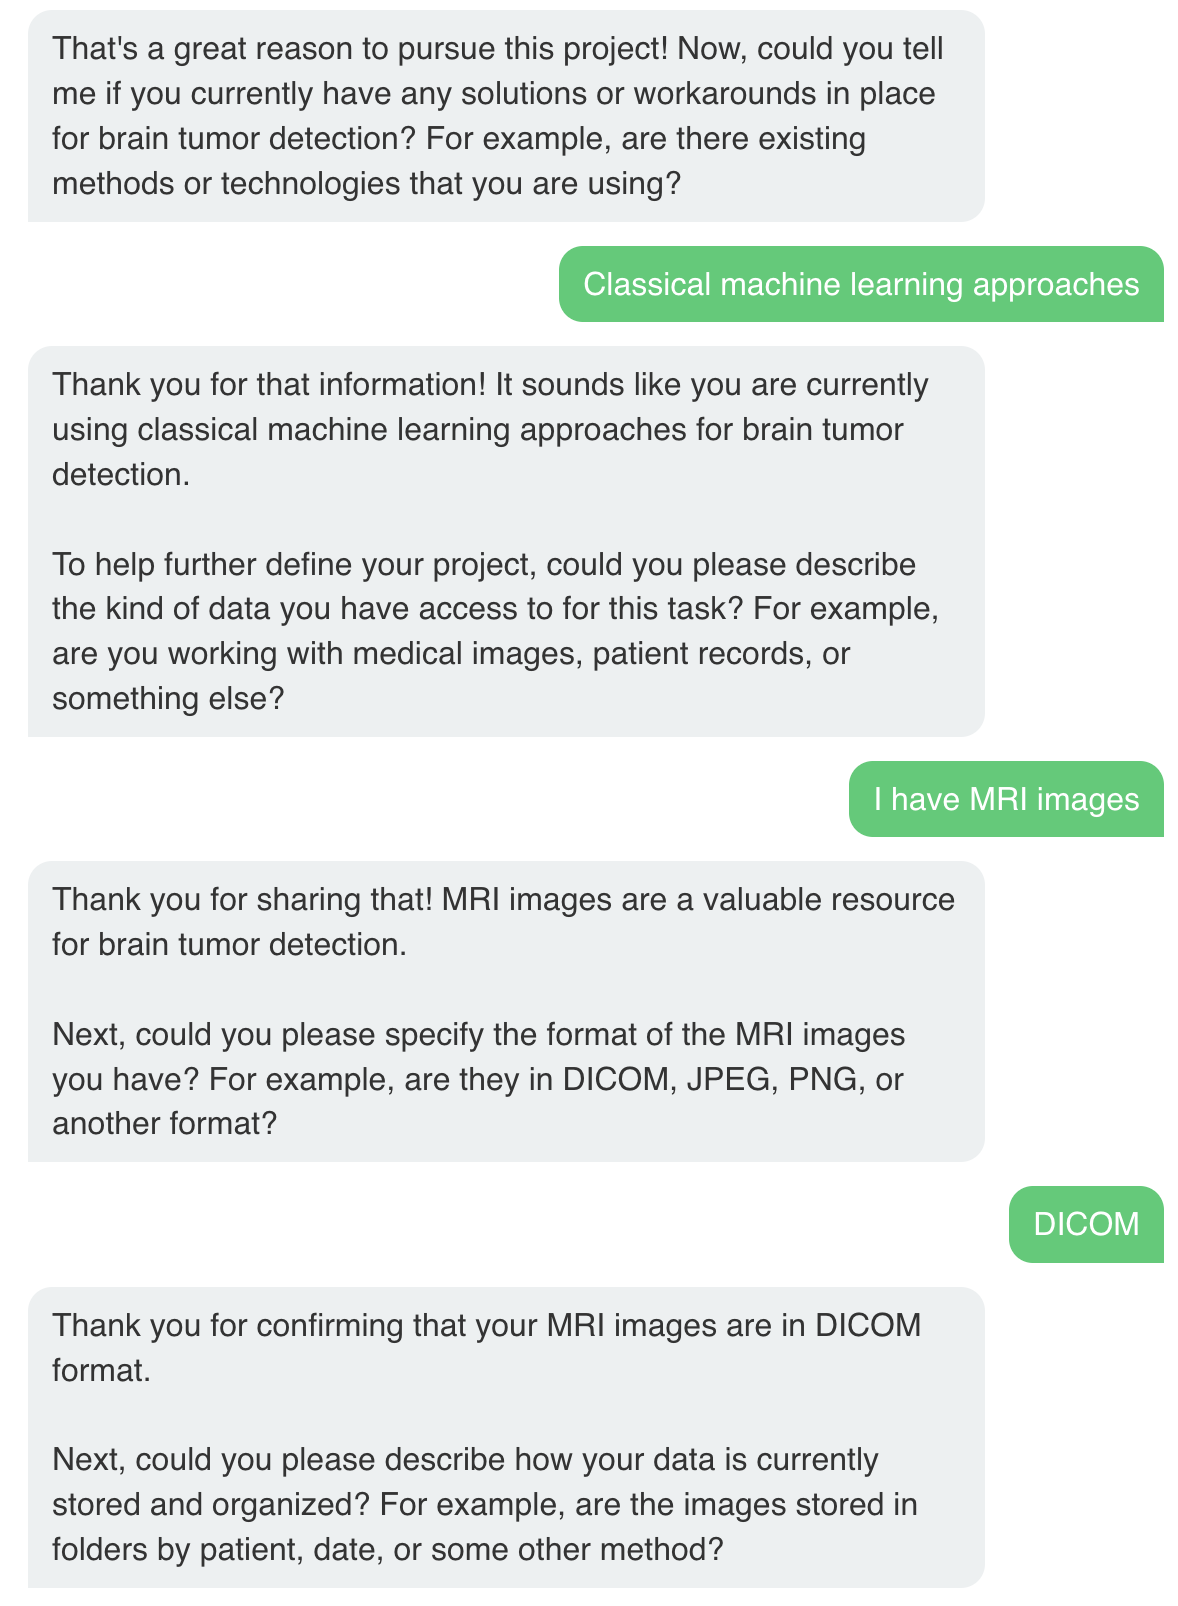 That's a great reason to pursue this project! Now, could you tell
me if you currently have any solutions or workarounds in place
for brain tumor detection? For example, are there existing
methods or technologies that you are using?
Classical machine learning approaches
Thank you for that information! It sounds like you are currently
using classical machine learning approaches for brain tumor
detection.
To help further define your project, could you please describe
the kind of data you have access to for this task? For example,
are you working with medical images, patient records, or
something else?
I have MRI images
Thank you for sharing that! MRI images are a valuable resource
for brain tumor detection.
Next, could you please specify the format of the MRI images
you have? For example, are they in DICOM, JPEG, PNG, or
another format?
DICOM
Thank you for confirming that your MRI images are in DICOM
format.
Next, could you please describe how your data is currently
stored and organized? For example, are the images stored in
folders by patient, date, or some other method?